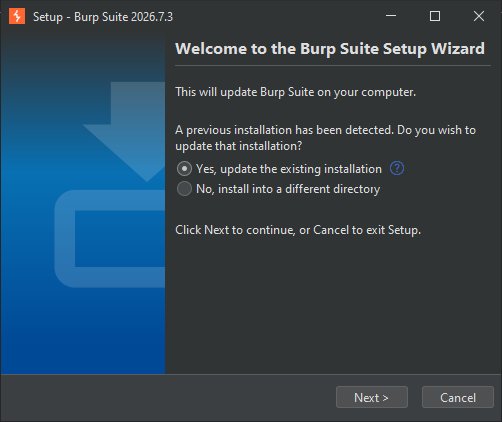 Setup - Burp Suite 2026.7.3
Welcome to the Burp Suite Setup Wizard
This will update Burp Suite on your computer.
A previous installation has been detected. Do you wish to
update that installation?
Yes, update the existing installation ?
No, install into a different directory
Click Next to continue, or Cancel to exit Setup.
Next >
Cancel